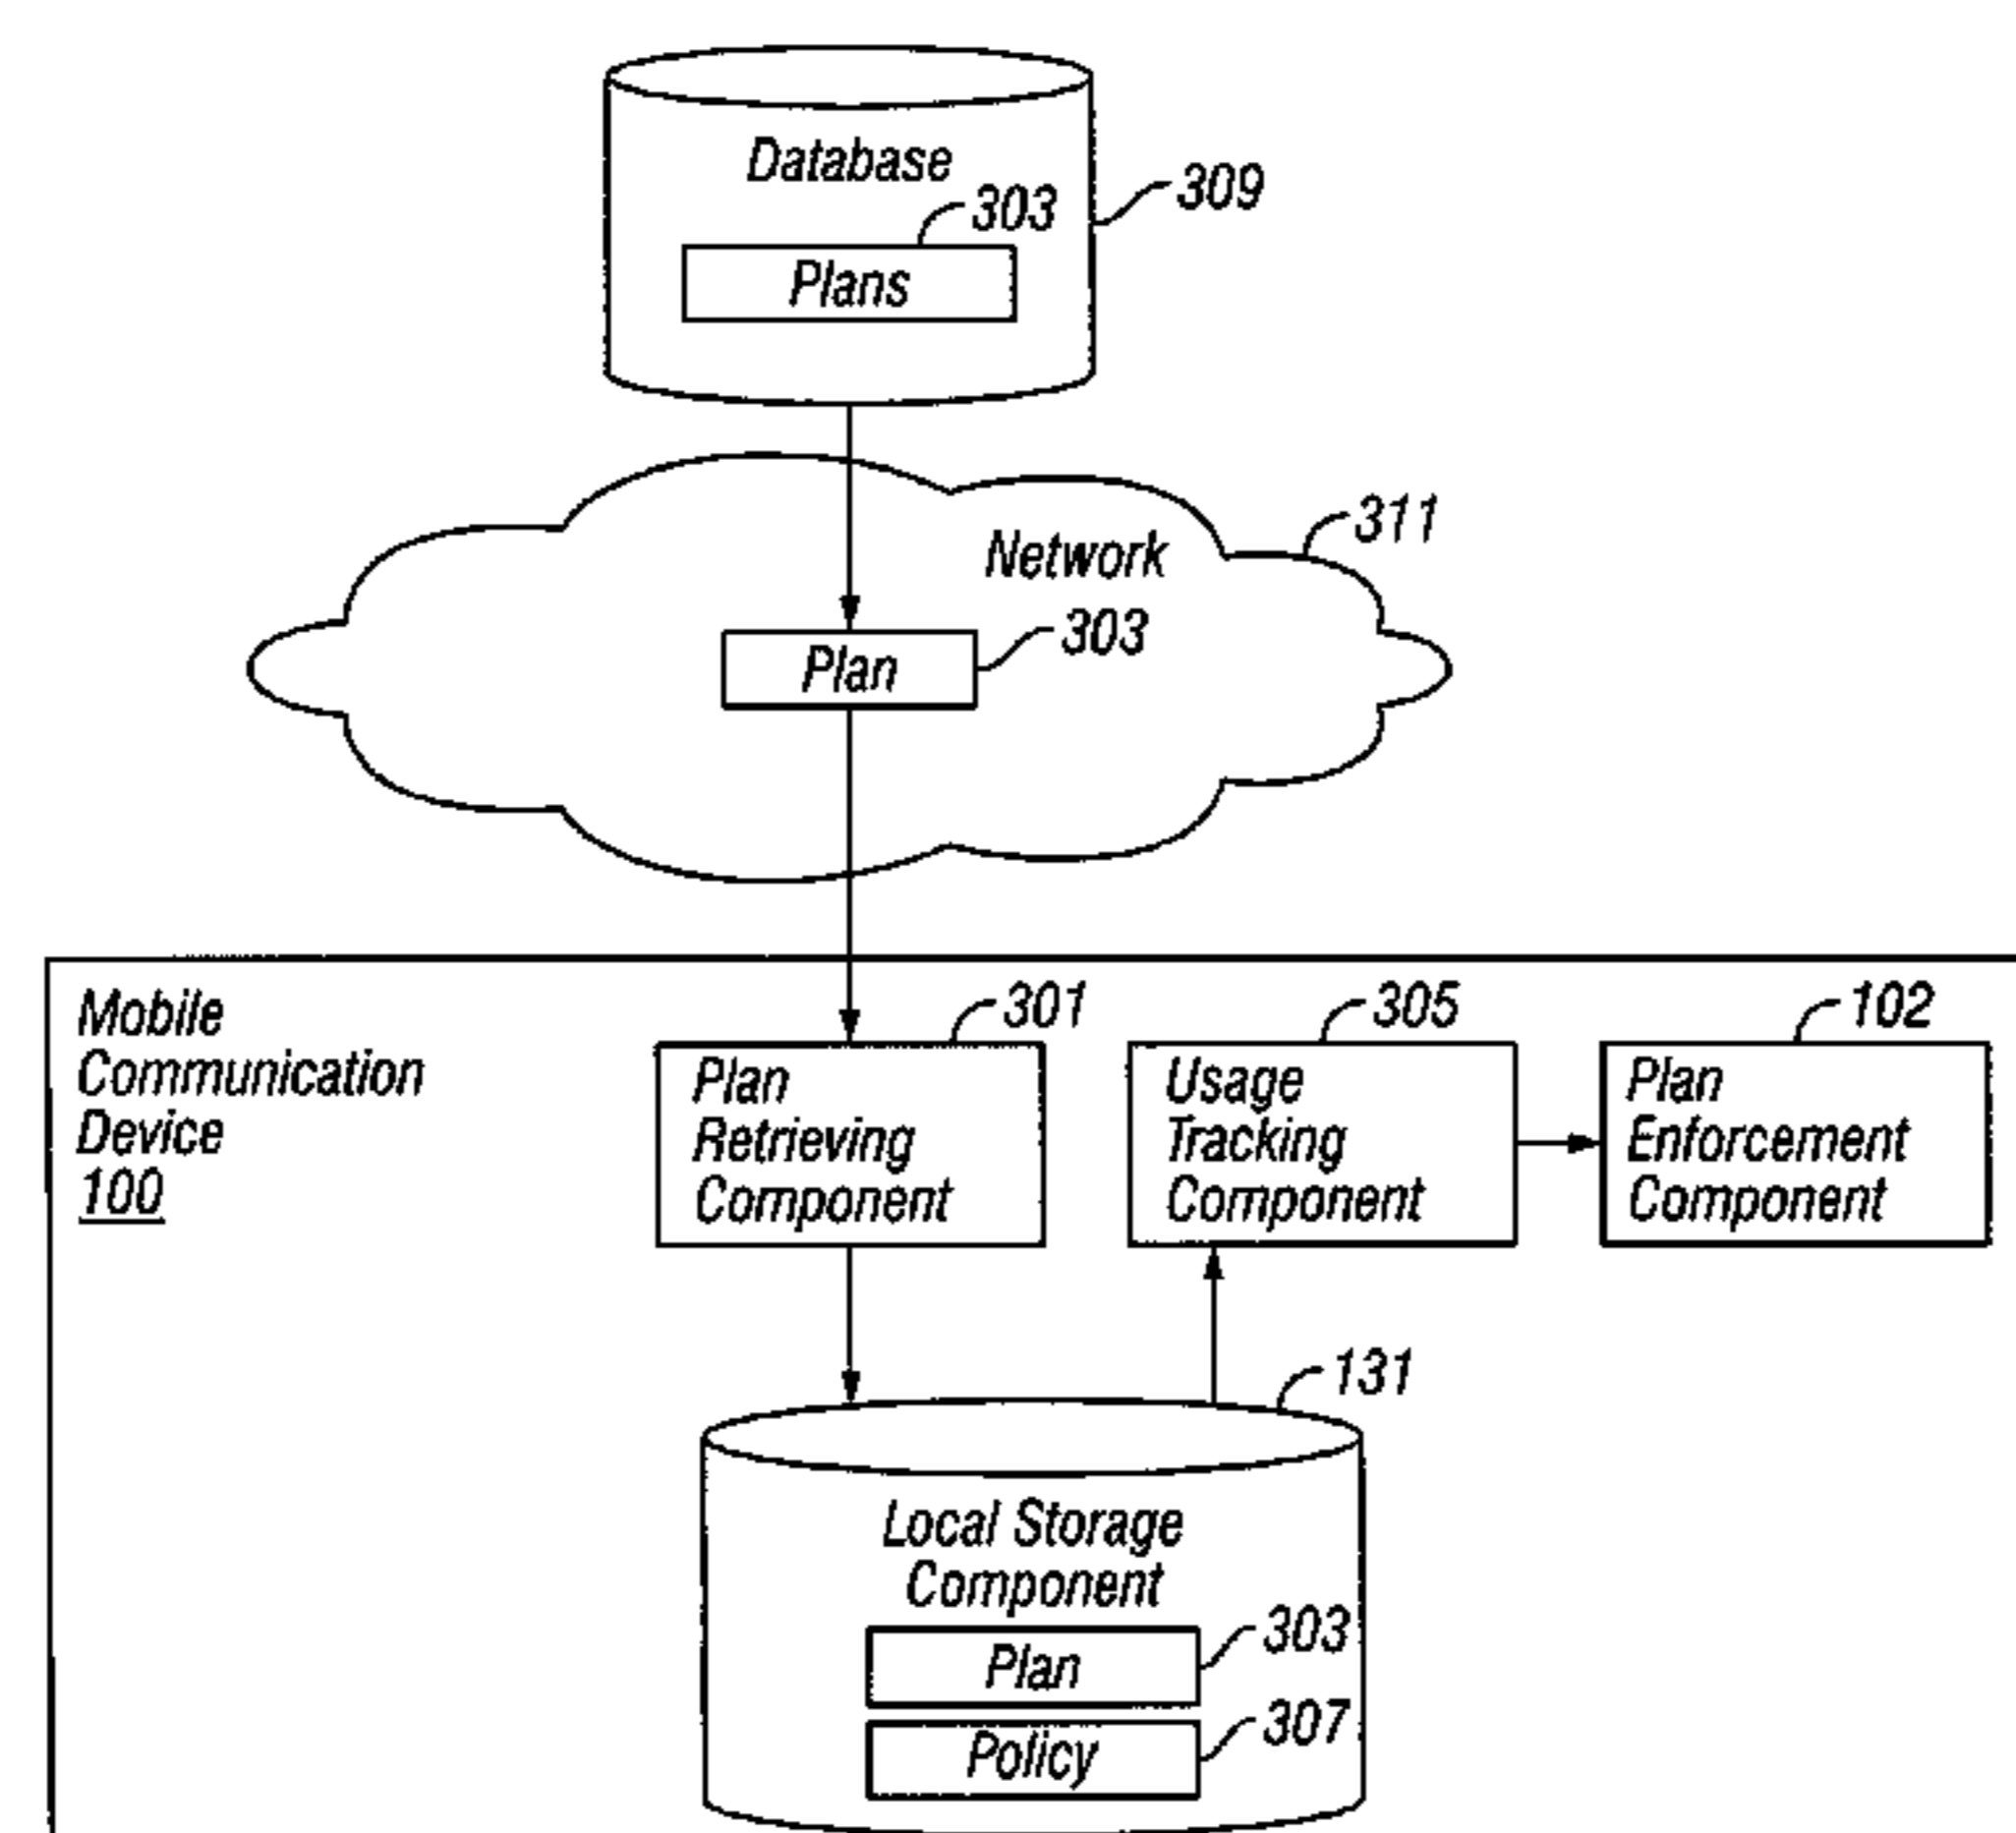 Database
309
303
Plans
311
Network
303
Plan
Mobile
Communication
Device
100
301
Plan
Retrieving
Component
305
Usage
Tracking
Component
102
Plan
Enforcement
Component
131
Local Storage
Component
303
Plan
307
Policy